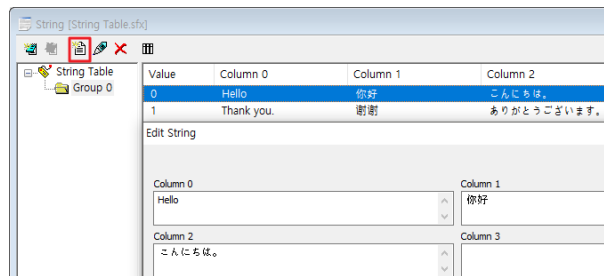 String [String Table.sfx]
String Table
Group 0
Value Column 0 Column 1 Column 2
0 Hello 你好 こんにちは。
1 Thank you. 谢谢 ありがとうございます。
Edit String
Column 0 Column 1
Hello 你好
Column 2 Column 3
こんにちは。